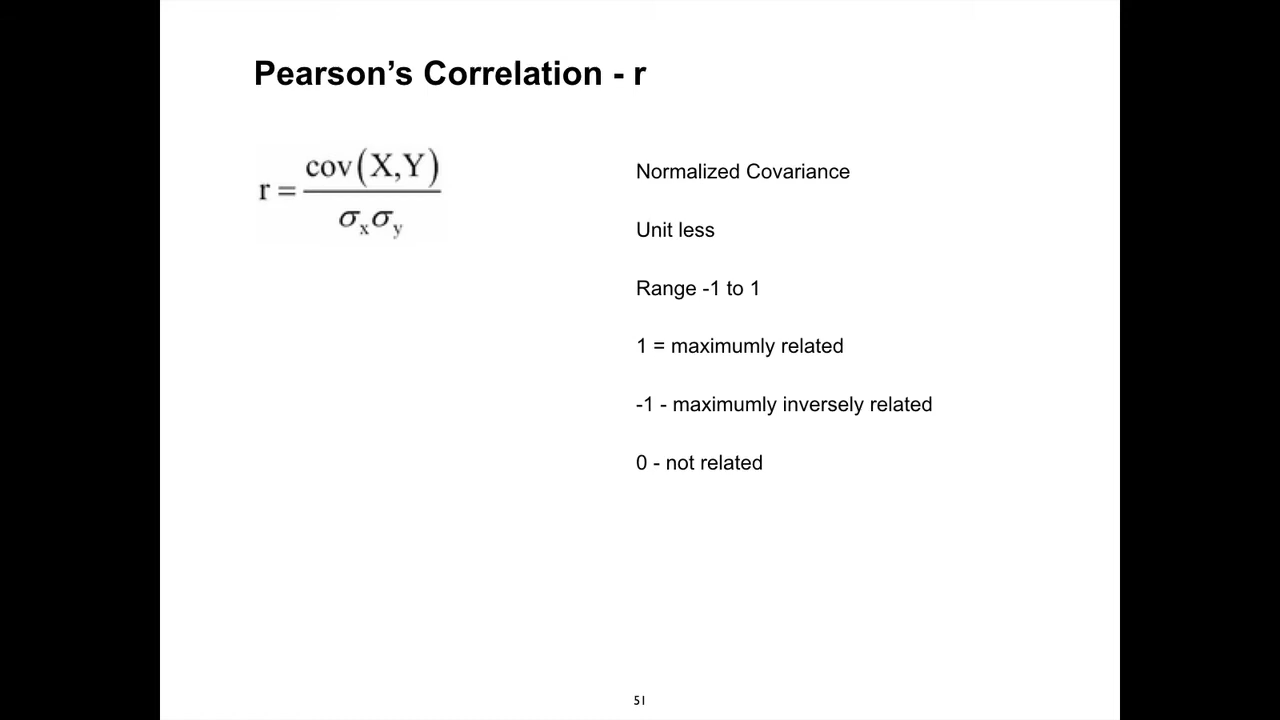 Pearson’s Correlation - r
r = cov(X,Y) / σxσy
Normalized Covariance
Unit less
Range -1 to 1
1 = maximumly related
-1 - maximumly inversely related
0 - not related
51